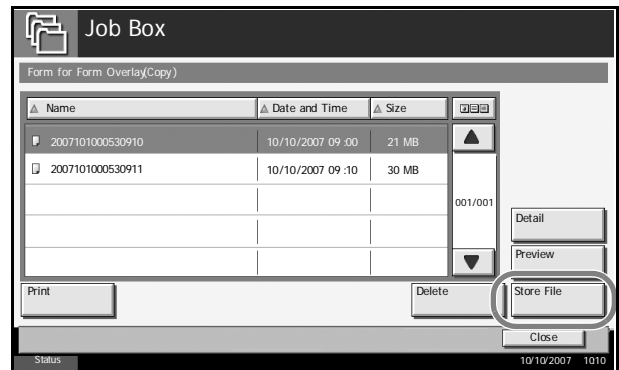 Job Box
Form for Form Overlay(Copy)
Name Date and Time Size
2007101000530910 10/10/2007 09:00 21 MB
2007101000530911 10/10/2007 09:10 30 MB
001/001
Detail
Preview
Print Delete Store File
Close
Status 10/10/2007 1010